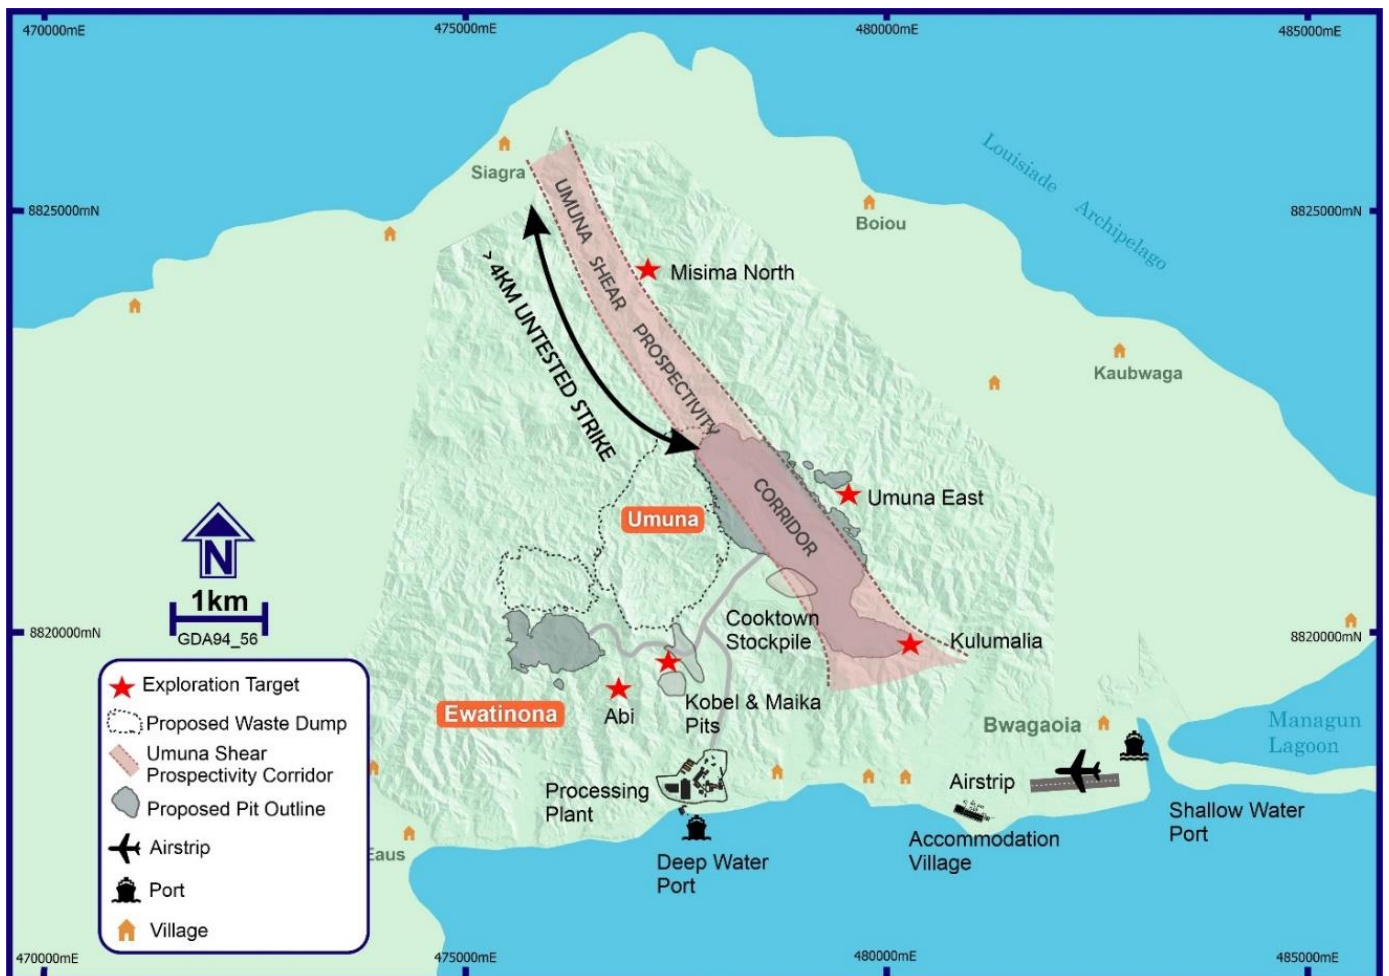 470000mE
475000mE
480000mE
485000mE
Siagra
Louisiade Archipelago
8825000mN
8825000mN
Boiou
UMUNA SHEAR PROSPECTIVITY CORRIDOR
Misima North
> 4KM UNTESTED STRIKE
Kaubwaga
Umuna East
Umuna
N
1km
GDA94_56
8820000mN
8820000mN
Cooktown
Stockpile
Kulumalia
Ewatinona
Abi
Kobel & Maika
Pits
Bwagaoia
Managun
Lagoon
Processing
Plant
Airstrip
Shallow Water
Port
Accommodation
Village
Deep Water
Port
Eaus
Exploration Target
Proposed Waste Dump
Umuna Shear
Prospectivity Corridor
Proposed Pit Outline
Airstrip
Port
Village
470000mE
475000mE
480000mE
485000mE